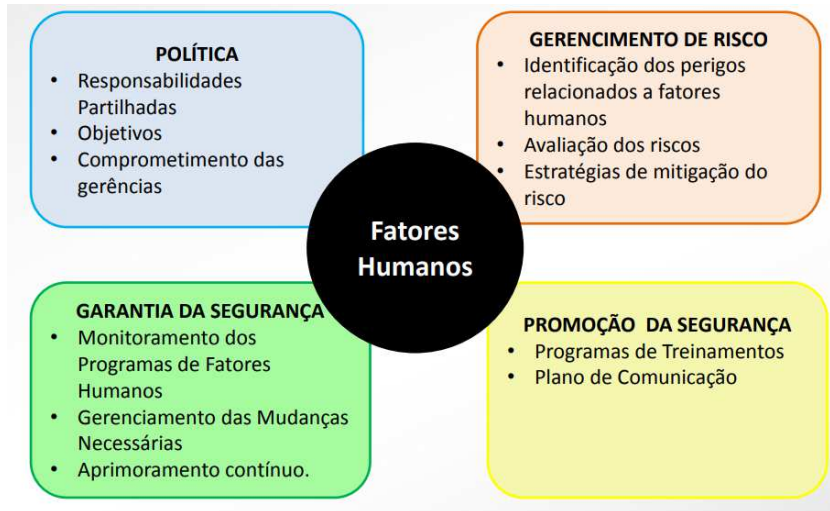 POLÍTICA
• Responsabilidades
Partilhadas
• Objetivos
• Comprometimento das
gerências
GERENCIMENTO DE RISCO
• Identificação dos perigos
relacionados a fatores
humanos
• Avaliação dos riscos
• Estratégias de mitigação do
risco
Fatores
Humanos
GARANTIA DA SEGURANÇA
• Monitoramento dos
Programas de Fatores
Humanos
• Gerenciamento das Mudanças
Necessárias
• Aprimoramento contínuo.
PROMOÇÃO DA SEGURANÇA
• Programas de Treinamentos
• Plano de Comunicação